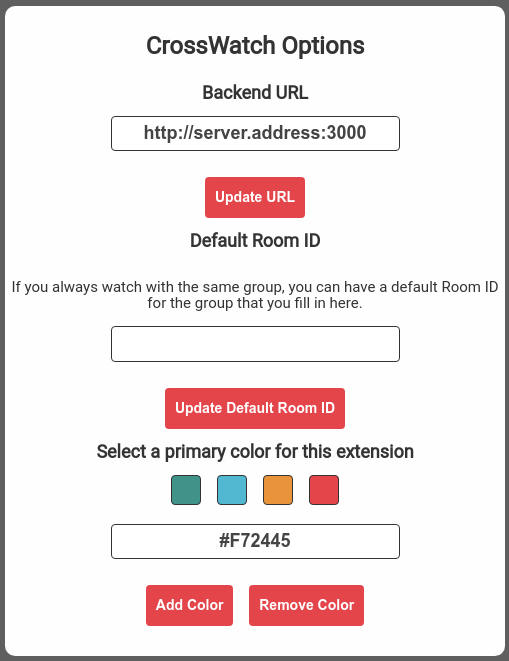 CrossWatch Options
Backend URL
http://server.address:3000
Update URL
Default Room ID
If you always watch with the same group, you can have a default Room ID
for the group that you fill in here.
Update Default Room ID
Select a primary color for this extension
#F72445
Add Color Remove Color